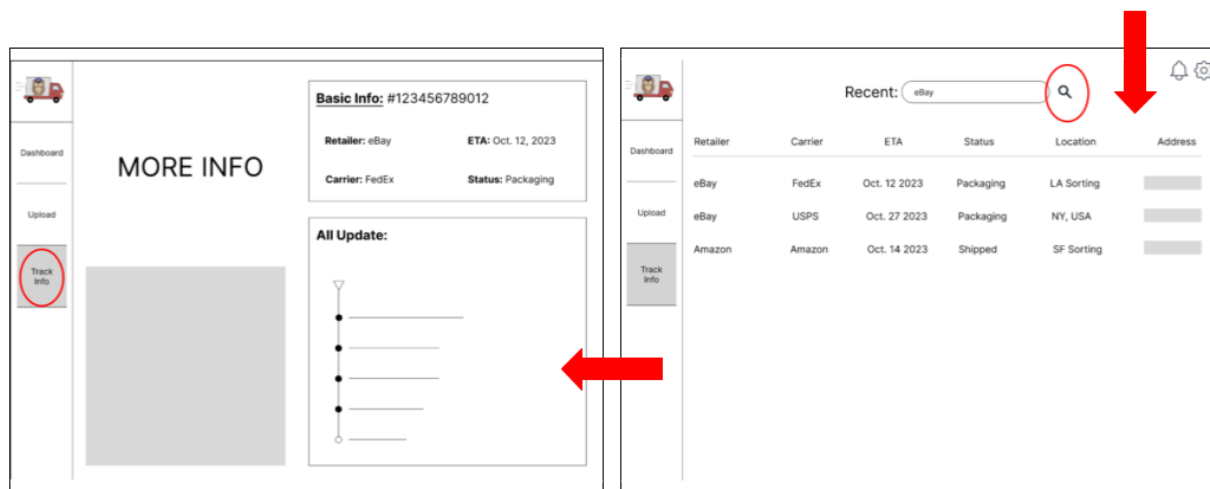 Basic Info: #123456789012
Retailer: eBay
ETA: Oct. 12, 2023
Carrier: FedEx
Status: Packaging
Dashboard
MORE INFO
Upload
All Update:
Track
Info
Recent: eBay
Dashboard
Retailer Carrier ETA Status Location Address
eBay FedEx Oct. 12 2023 Packaging LA Sorting
Upload
eBay USPS Oct. 27 2023 Packaging NY, USA
Amazon Amazon Oct. 14 2023 Shipped SF Sorting
Track
Info